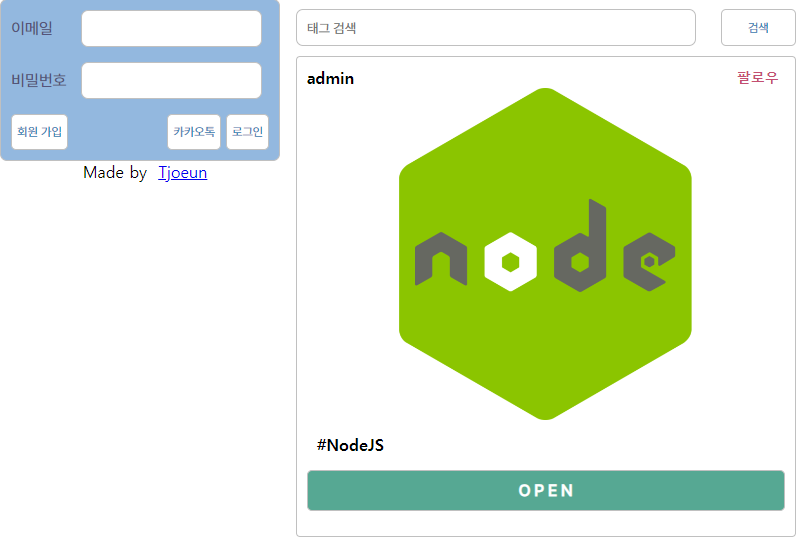 이메일
비밀번호
회원 가입 카카오톡 로그인
Made by Tjoeun
태그 검색 검색
admin 팔로우
node
#NodeJS
OPEN